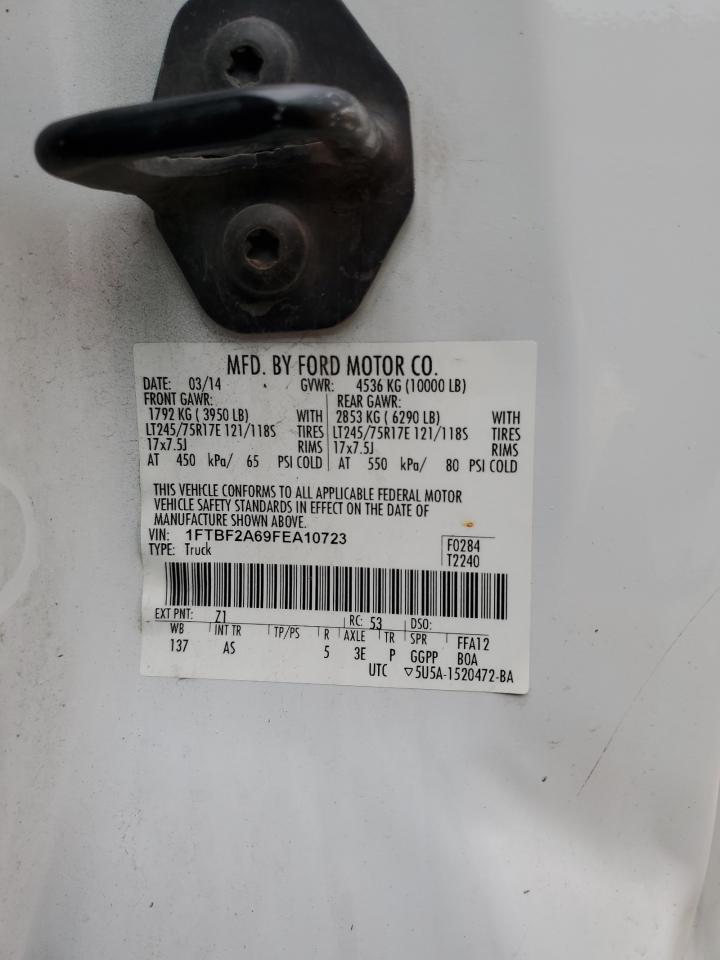 MFD. BY FORD MOTOR CO.
DATE: 03/14 GVWR: 4536 KG (10000 LB)
FRONT GAWR: REAR GAWR:
1792 KG ( 3950 LB) WITH 2853 KG ( 6290 LB) WITH
LT245/75R17E 121/118S TIRES LT245/75R17E 121/118S TIRES
17x7.5J RIMS 17x7.5J RIMS
AT 450 kPa/ 65 PSI COLD AT 550 kPa/ 80 PSI COLD
THIS VEHICLE CONFORMS TO ALL APPLICABLE FEDERAL MOTOR
VEHICLE SAFETY STANDARDS IN EFFECT ON THE DATE OF
MANUFACTURE SHOWN ABOVE.
VIN: 1FTBF2A69FEA10723 F0284
TYPE: Truck T2240
EXT PNT: Z1 RC: 53 DSO:
WB INT TR TP/PS R AXLE TR SPR FFA12
137 AS 5 3E P GGPP BOA
UTC ▽5U5A-1520472-BA